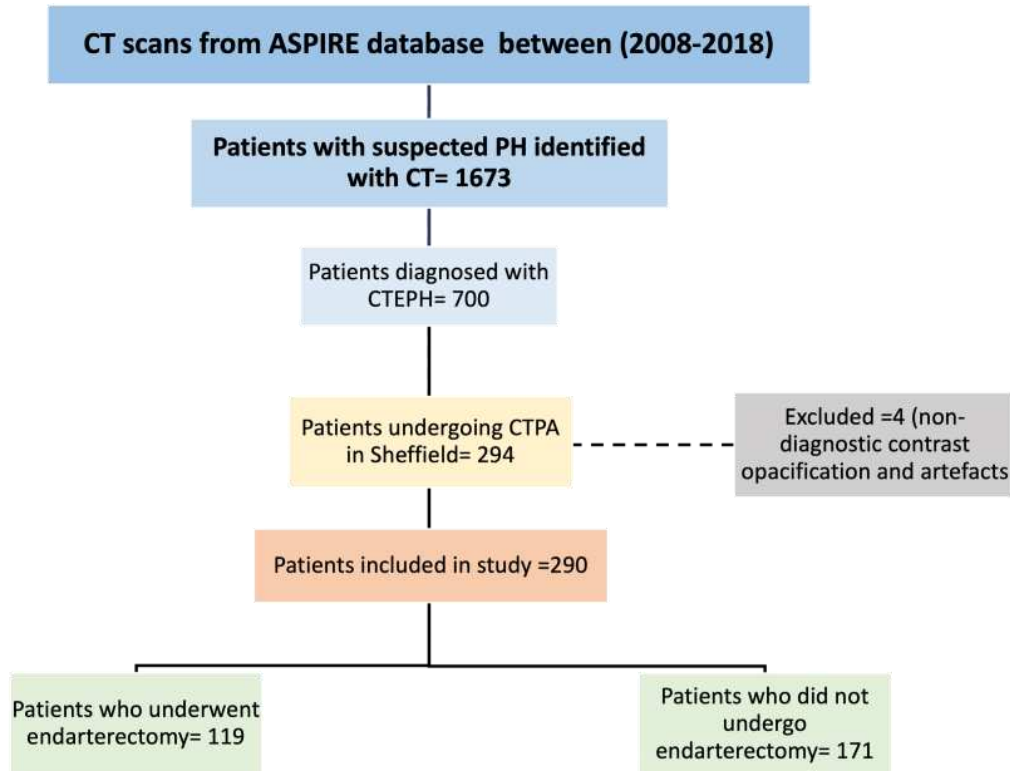 CT scans from ASPIRE database between (2008-2018)
Patients with suspected PH identified
with CT= 1673
Patients diagnosed with
CTEPH= 700
Patients undergoing CTPA
in Sheffield= 294
Excluded =4 (non-
diagnostic contrast
opacification and artefacts
Patients included in study =290
Patients who underwent
endarterectomy= 119
Patients who did not
undergo
endarterectomy= 171